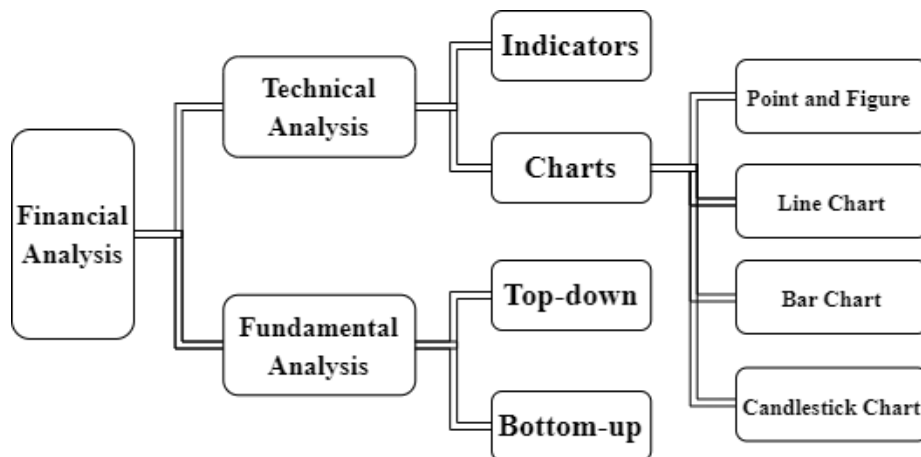 Financial
Analysis
Technical
Analysis
Fundamental
Analysis
Indicators
Charts
Top-down
Bottom-up
Point and Figure
Line Chart
Bar Chart
Candlestick Chart